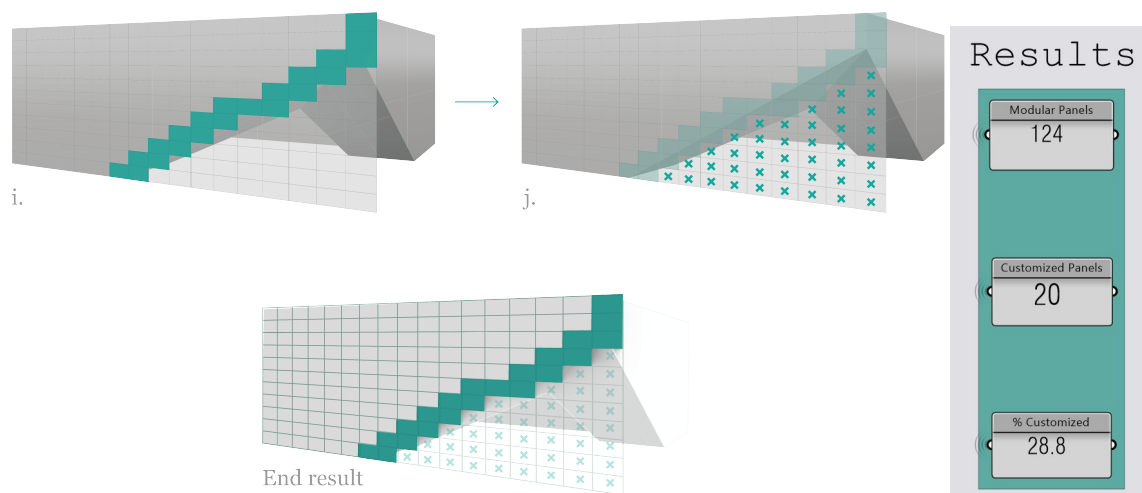 i.
j.
End result
Results
Modular Panels
124
Customized Panels
20
% Customized
28.8